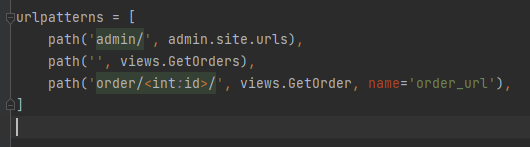 urlpatterns = [
    path('admin/', admin.site.urls),
    path('', views.GetOrders),
    path('order/<int:id>/', views.GetOrder, name='order_url'),
]